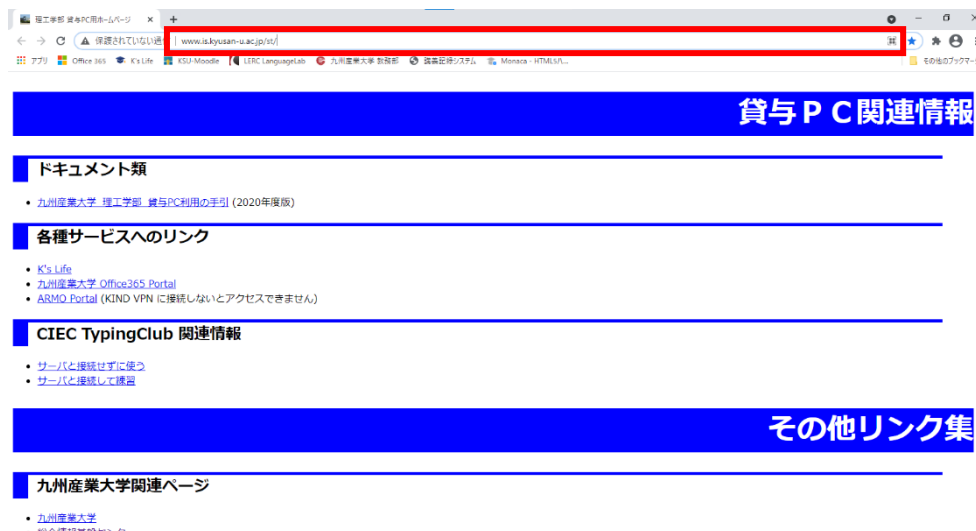 理工学部 貸与PC用ホームページ
保護されていない通
www.is.kyusan-u.ac.jp/st/
アプリ Office 365 K's Life KSU-Moodle LERC LanguageLab 九州産業大学 教務部 講義記録システム Monaca - HTML5ハ... その他のブックマー
貸与ＰＣ関連情報
ドキュメント類
• 九州産業大学 理工学部 貸与PC利用の手引 (2020年度版)
各種サービスへのリンク
• K's Life
• 九州産業大学 Office365 Portal
• ARMO Portal (KIND VPN に接続しないとアクセスできません)
CIEC TypingClub 関連情報
• サーバと接続せずに使う
• サーバと接続して練習
その他リンク集
九州産業大学関連ページ
• 九州産業大学